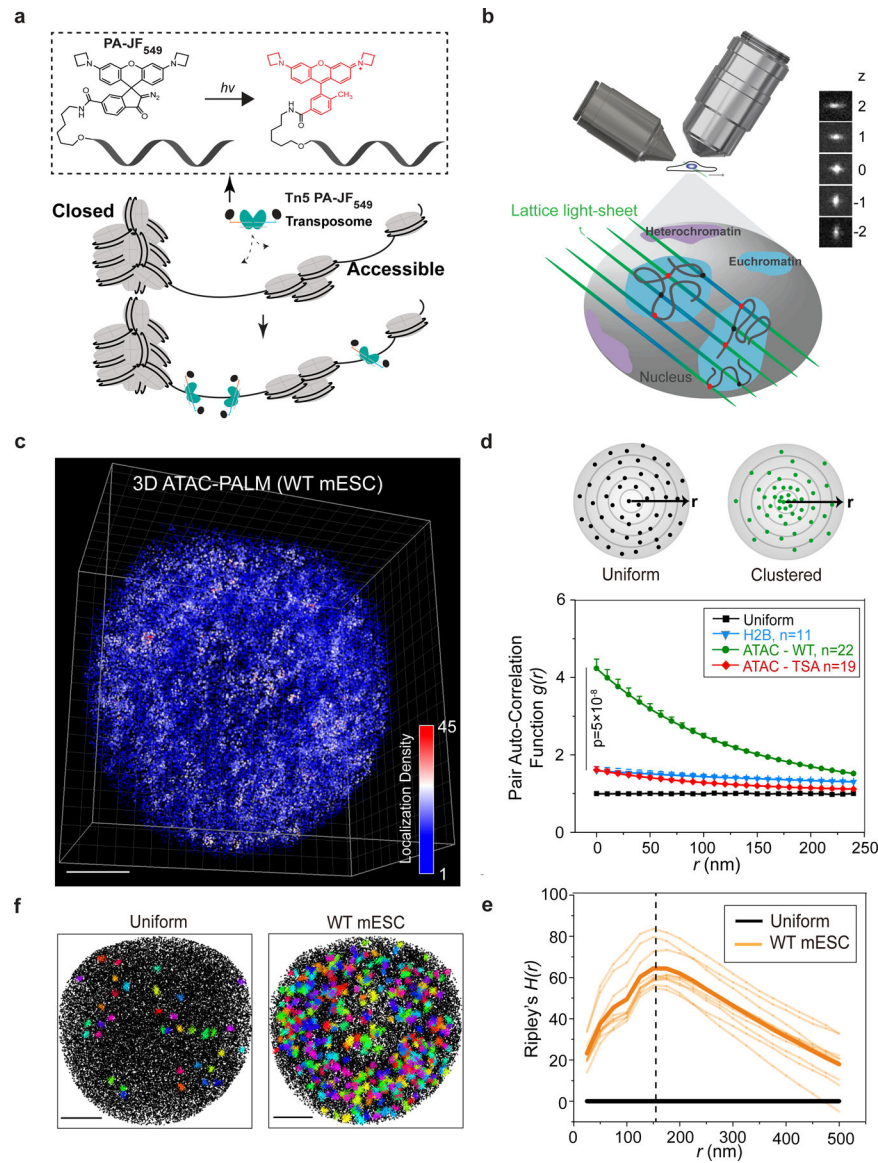 a
PA-JF549
N
N
O
N2
O
O
N
H
O
hν
N
N
+
O
CH3
O
N
H
O
Closed
Tn5 PA-JF549
Transposome
Accessible
b
z
2
1
0
-1
-2
Lattice light-sheet
Heterochromatin
Euchromatin
Nucleus
c
3D ATAC-PALM (WT mESC)
Localization Density
45
1
d
r
r
Uniform
Clustered
Pair Auto-Correlation
Function g(r)
6
4
2
0
p=5×10-8
Uniform
H2B, n=11
ATAC - WT, n=22
ATAC - TSA n=19
0 50 100 150 200 250
r (nm)
f
Uniform
WT mESC
e
Ripley's H(r)
100
80
60
40
20
0
Uniform
WT mESC
0 100 200 300 400 500
r (nm)